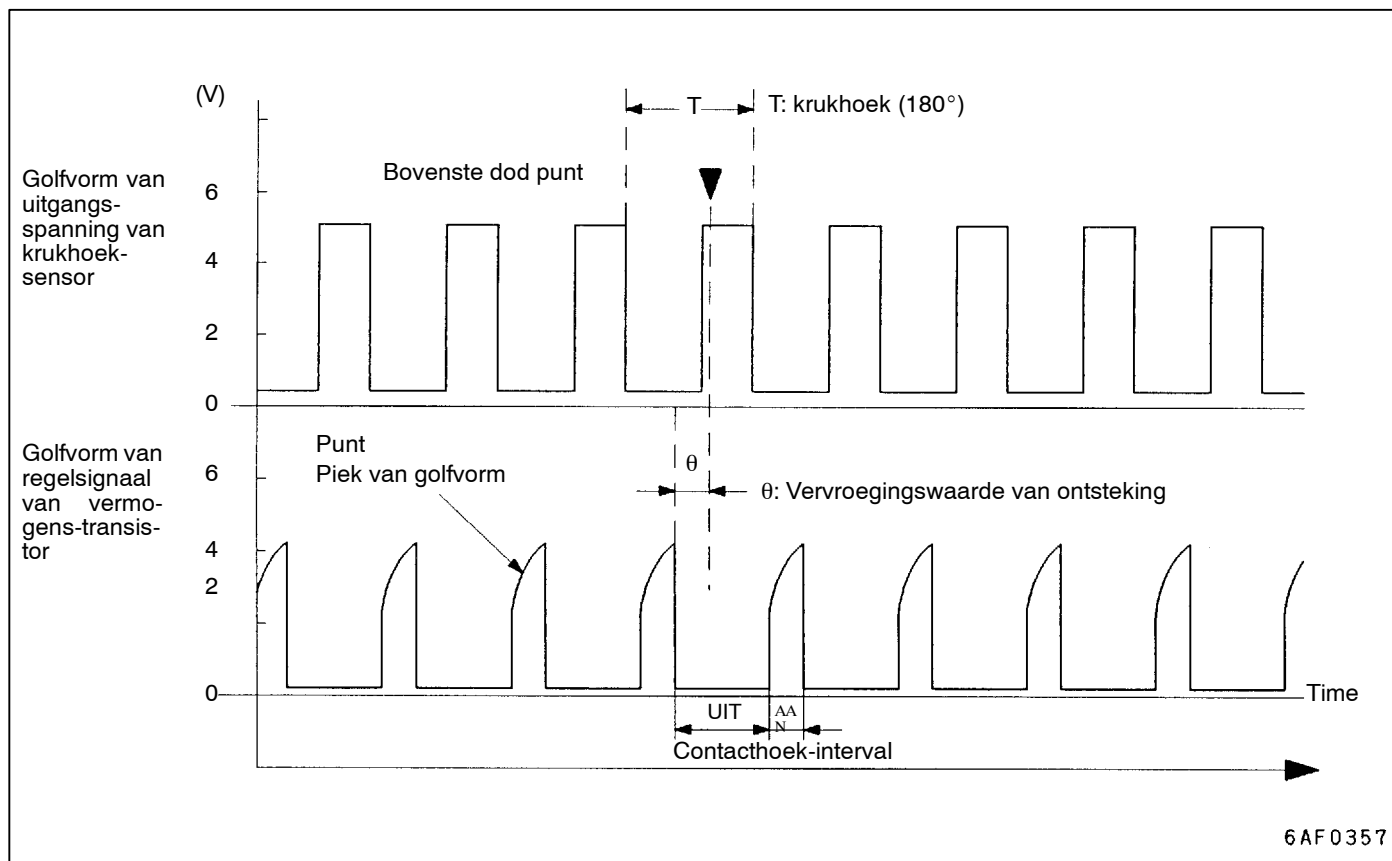 (V)
T
T: krukhoek (180°)
Golfvorm van
uitgangs-
spanning van
krukhoek-
sensor
Bovenste dod punt
6
4
2
0
Golfvorm van
regelsignaal
van vermo-
gens-transis-
tor
Punt
Piek van golfvorm
θ
θ: Vervroegingswaarde van ontsteking
6
4
2
0
Time
UIT
AA
N
Contacthoek-interval
6AF0357